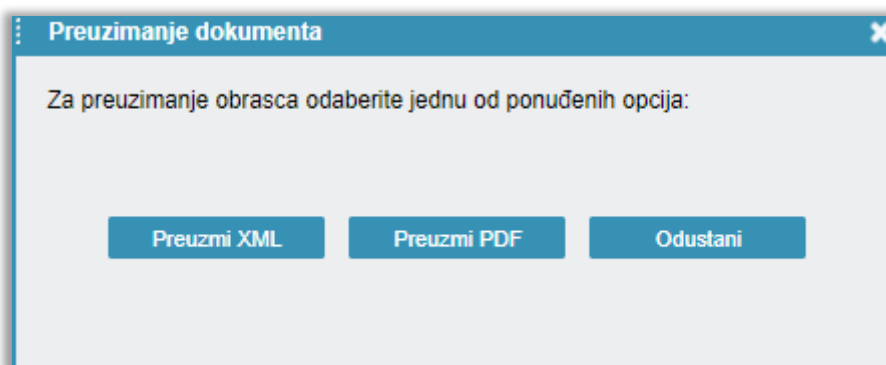 Preuzimanje dokumenta
Za preuzimanje obrasca odaberite jednu od ponuđenih opcija:
Preuzmi XML Preuzmi PDF Odustani